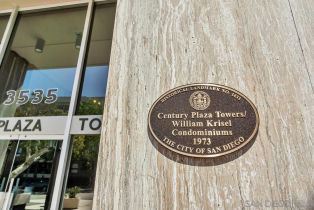 3535
PLAZA TO
HISTORICAL LANDMARK NO.
Century Plaza Towers/
William Krisel
Condominiums
1973
THE CITY OF SAN DIEGO